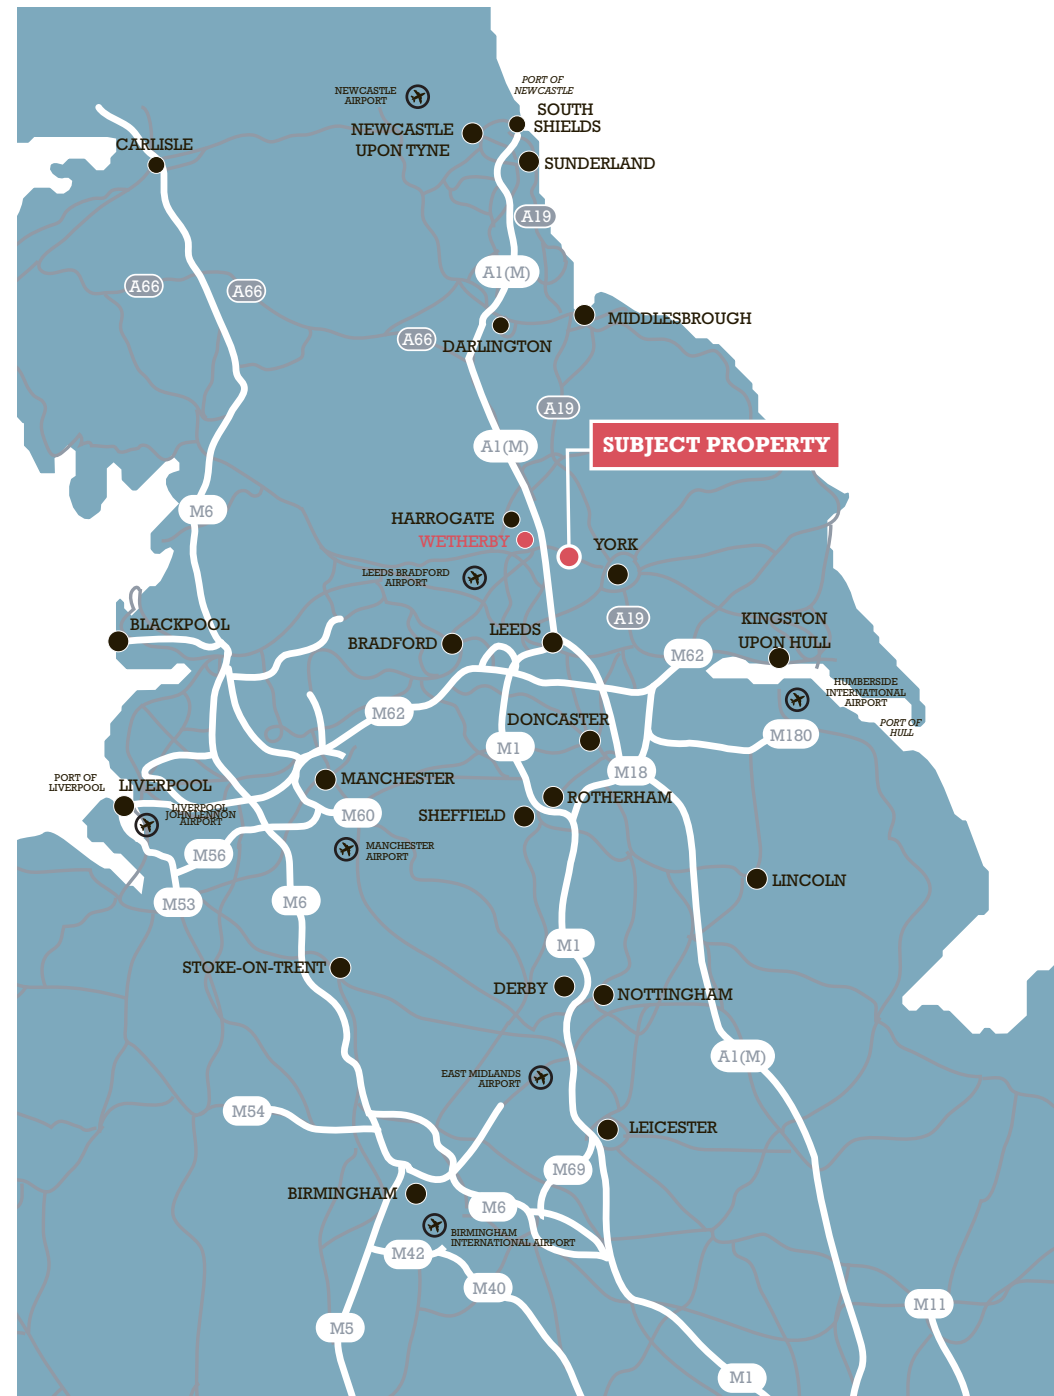 PORT OF
NEWCASTLE
NEWCASTLE
AIRPORT
SOUTH
SHIELDS
NEWCASTLE
UPON TYNE
CARLISLE
SUNDERLAND
A19
A1(M)
A66
A66
MIDDLESBROUGH
A66
DARLINGTON
A19
SUBJECT PROPERTY
A1(M)
M6
HARROGATE
WETHERBY
YORK
LEEDS BRADFORD
AIRPORT
A19
KINGSTON
UPON HULL
BLACKPOOL
LEEDS
BRADFORD
M62
HUMBERSIDE
INTERNATIONAL
AIRPORT
M62
DONCASTER
PORT OF
HULL
M180
M1
M18
PORT OF
LIVERPOOL
LIVERPOOL
MANCHESTER
ROTHERHAM
LIVERPOOL
JOHN LENNON
AIRPORT
M60
SHEFFIELD
M56
MANCHESTER
AIRPORT
LINCOLN
M53
M6
M1
STOKE-ON-TRENT
DERBY
NOTTINGHAM
A1(M)
EAST MIDLANDS
AIRPORT
M54
LEICESTER
M69
BIRMINGHAM
M6
BIRMINGHAM
INTERNATIONAL AIRPORT
M42
M40
M11
M5
M1